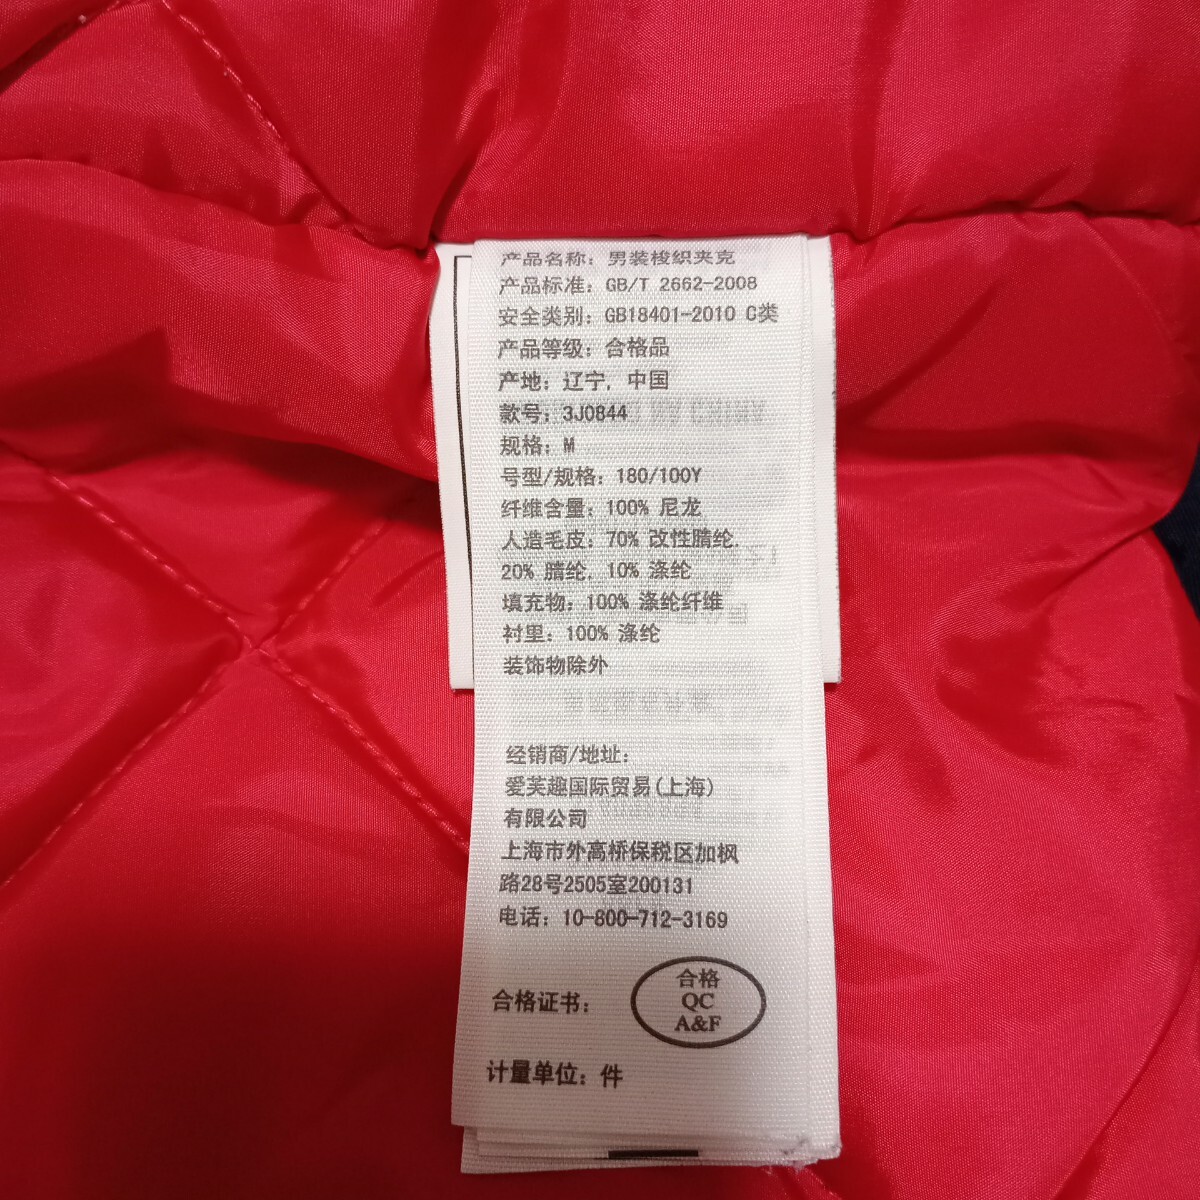 产品名称: 男装梭织夹克
产品标准: GB/T 2662-2008
安全类别: GB18401-2010 C类
产品等级: 合格品
产地: 辽宁, 中国
款号: 3J0844
规格: M
号型/规格: 180/100Y
纤维含量: 100% 尼龙
人造毛皮: 70% 改性腈纶,
20% 腈纶, 10% 涤纶
填充物: 100% 涤纶纤维
衬里: 100% 涤纶
装饰物除外
经销商/地址:
爱芙趣国际贸易(上海)
有限公司
上海市外高桥保税区加枫
路28号2505室200131
电话: 10-800-712-3169
合格证书:
合格
QC
A&F
计量单位: 件